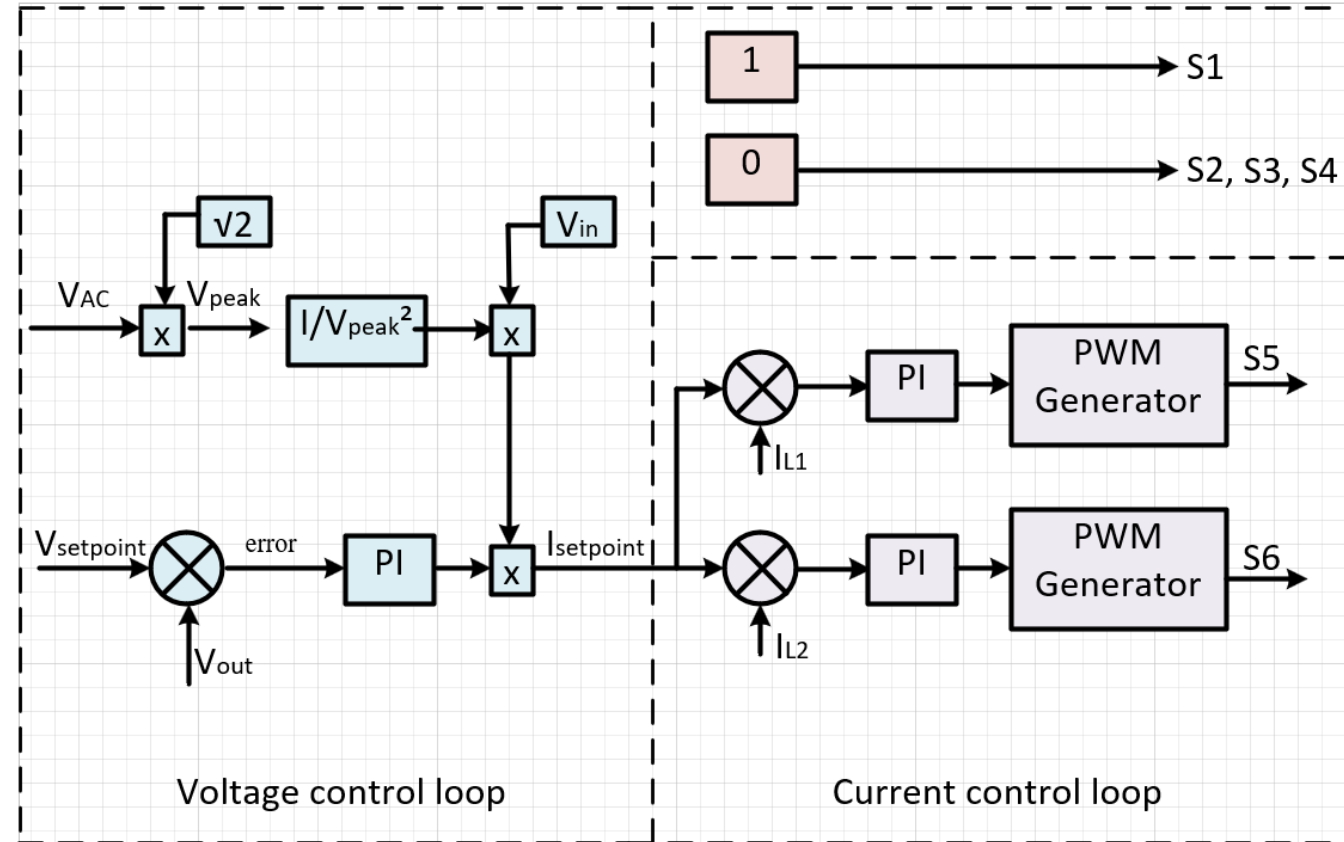 1
S1
0
S2, S3, S4
√2
Vin
VAC
Vpeak
x
I/Vpeak²
x
PI
PWM
Generator
S5
IL1
Vsetpoint
error
PI
x
Isetpoint
PI
PWM
Generator
S6
Vout
IL2
Voltage control loop
Current control loop